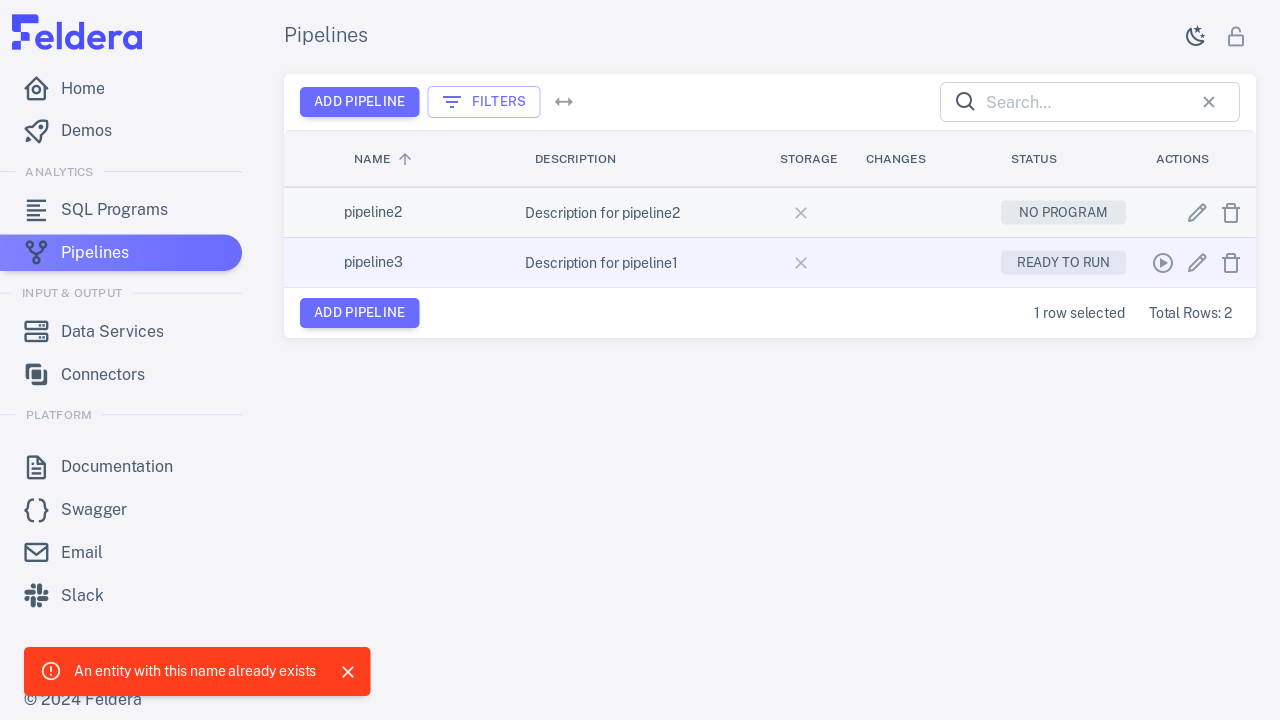 Feldera
Pipelines
Home
Demos
ANALYTICS
SQL Programs
Pipelines
INPUT & OUTPUT
Data Services
Connectors
PLATFORM
Documentation
Swagger
Email
Slack
ADD PIPELINE
FILTERS
Search...
NAME DESCRIPTION STORAGE CHANGES STATUS ACTIONS
pipeline2 Description for pipeline2 NO PROGRAM
pipeline3 Description for pipeline1 READY TO RUN
ADD PIPELINE
1 row selected
Total Rows: 2
An entity with this name already exists
© 2024 Feldera